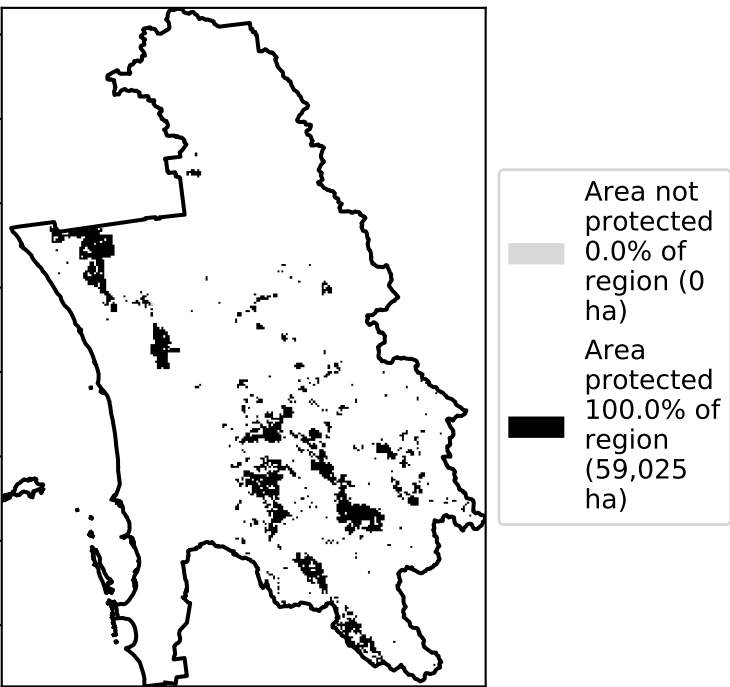 Area not
protected
0.0% of
region (0
ha)
Area
protected
100.0% of
region
(59,025
ha)